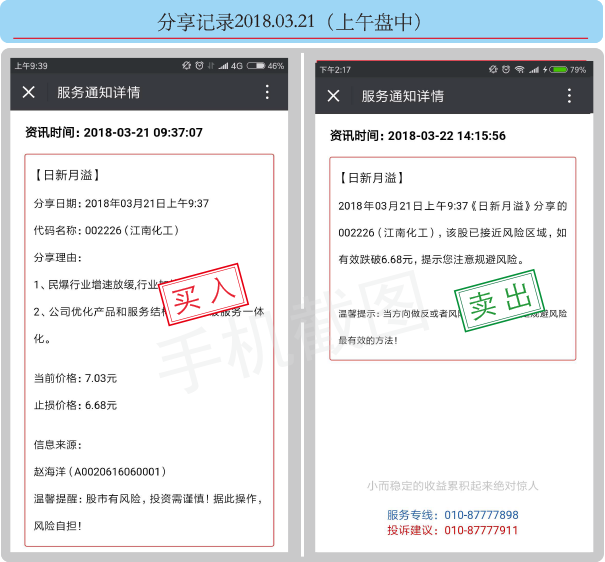 分享记录2018.03.21（上午盘中）
上午9:39
4G
46%
服务通知详情
资讯时间: 2018-03-21 09:37:07
【日新月溢】
分享日期: 2018年03月21日上午9:37
代码名称: 002226（江南化工）
分享理由:
1、民爆行业增速放缓,行业
买入
2、公司优化产品和服务结
服务一体
化。
当前价格: 7.03元
止损价格: 6.68元
信息来源:
赵海洋（A0020616060001）
温馨提醒: 股市有风险，投资需谨慎！据此操作，
风险自担！
下午2:17
79%
服务通知详情
资讯时间: 2018-03-22 14:15:56
【日新月溢】
2018年03月21日上午9:37《日新月溢》分享的
002226（江南化工），该股已接近风险区域，如
有效跌破6.68元，提示您注意规避风险。
卖出
温馨提示: 当方向做反或者风
规避风险
最有效的方法！
手机截图
小而稳定的收益累积起来绝对惊人
服务专线: 010-87777898
投诉建议: 010-87777911